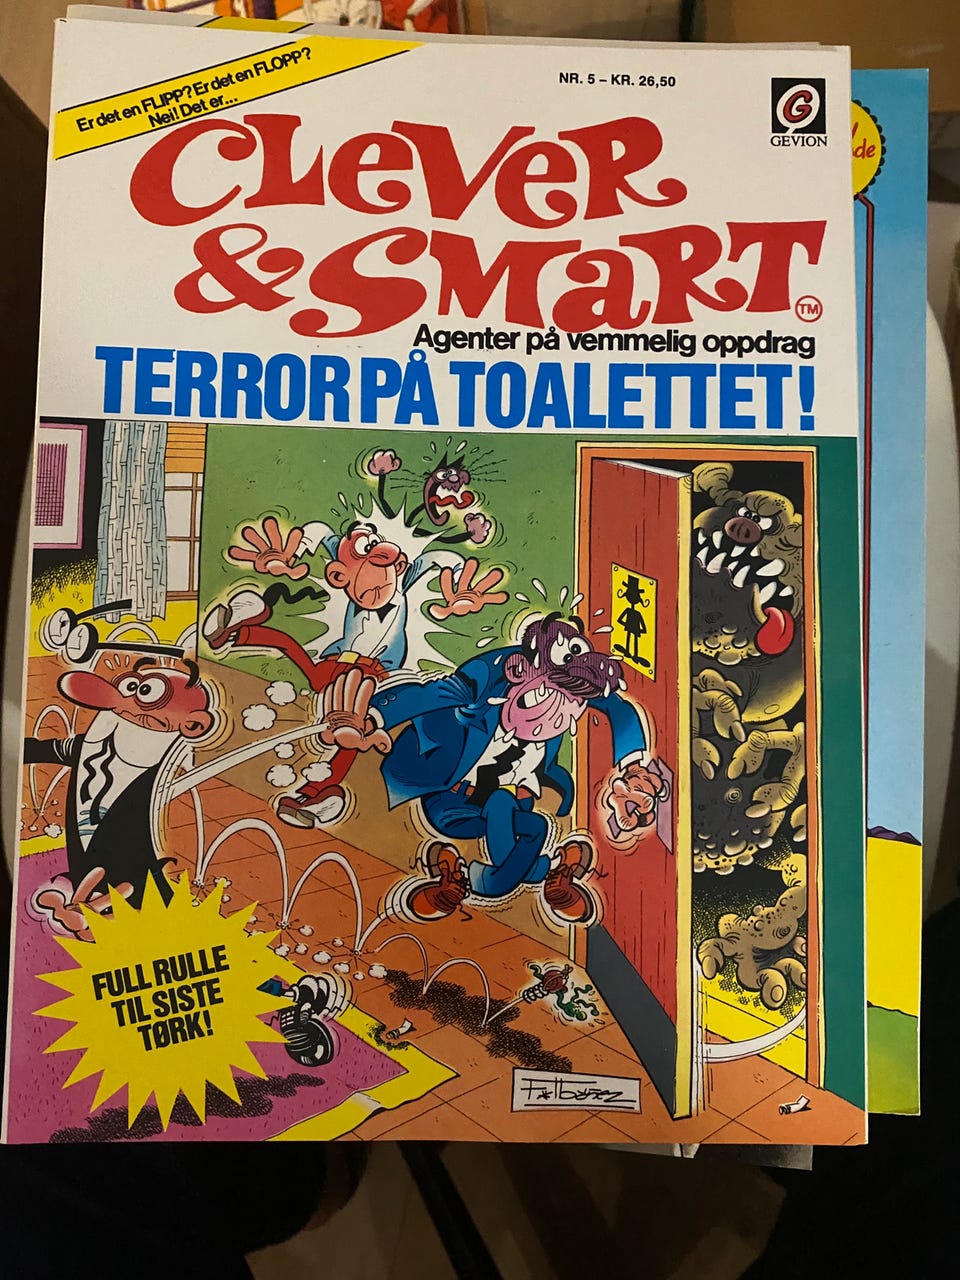 Er det en FLIPP? Er det en FLOPP?
Nei! Det er...
NR. 5 – KR. 26,50
G
GEVION
CLEVER
& SMART
TM
Agenter på vemmelig oppdrag
TERROR PÅ TOALETTET!
FULL RULLE
TIL SISTE
TØRK!